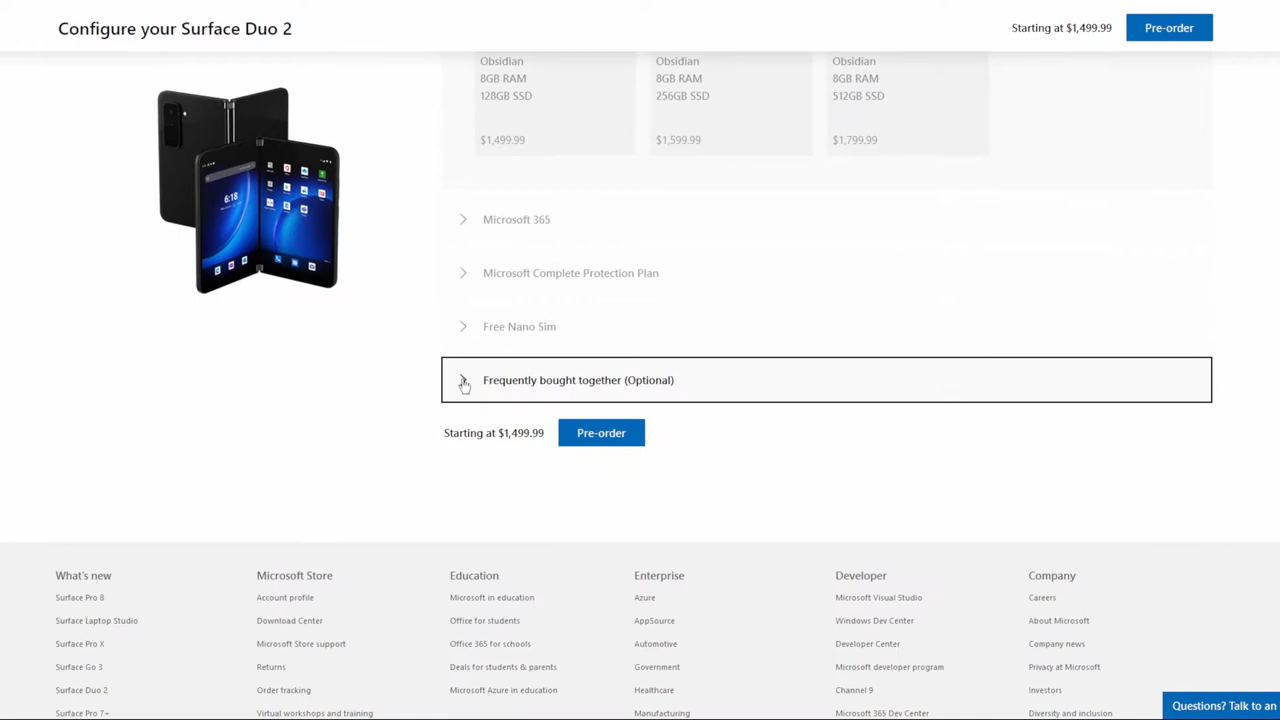 Configure your Surface Duo 2
Starting at $1,499.99
Pre-order
Obsidian
8GB RAM
128GB SSD
$1,499.99
Obsidian
8GB RAM
256GB SSD
$1,599.99
Obsidian
8GB RAM
512GB SSD
$1,799.99
6:18
Microsoft 365
Microsoft Complete Protection Plan
Free Nano Sim
Frequently bought together (Optional)
Starting at $1,499.99
Pre-order
What's new
Surface Pro 8
Surface Laptop Studio
Surface Pro X
Surface Go 3
Surface Duo 2
Surface Pro 7+
Microsoft Store
Account profile
Download Center
Microsoft Store support
Returns
Order tracking
Virtual workshops and training
Education
Microsoft in education
Office for students
Office 365 for schools
Deals for students & parents
Microsoft Azure in education
Enterprise
Azure
AppSource
Automotive
Government
Healthcare
Manufacturing
Developer
Microsoft Visual Studio
Windows Dev Center
Developer Center
Microsoft developer program
Channel 9
Microsoft 365 Dev Center
Company
Careers
About Microsoft
Company news
Privacy at Microsoft
Investors
Diversity and inclusion
Questions? Talk to an